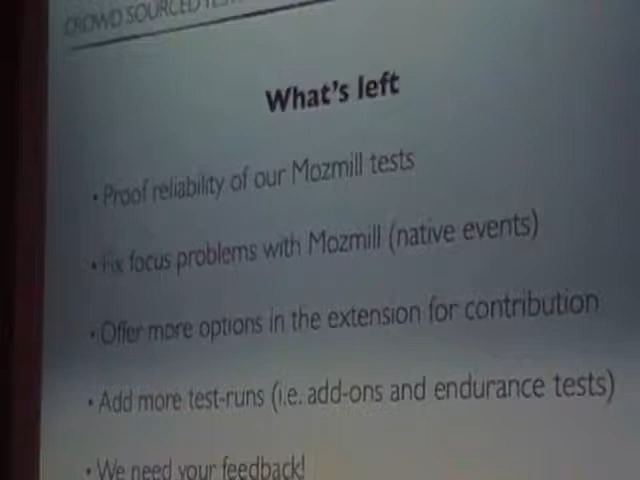 CROWD SOURCED
What's left
• Proof reliability of our Mozmill tests
• Fix focus problems with Mozmill (native events)
• Offer more options in the extension for contribution
• Add more test-runs (i.e. add-ons and endurance tests)
• We need your feedback!